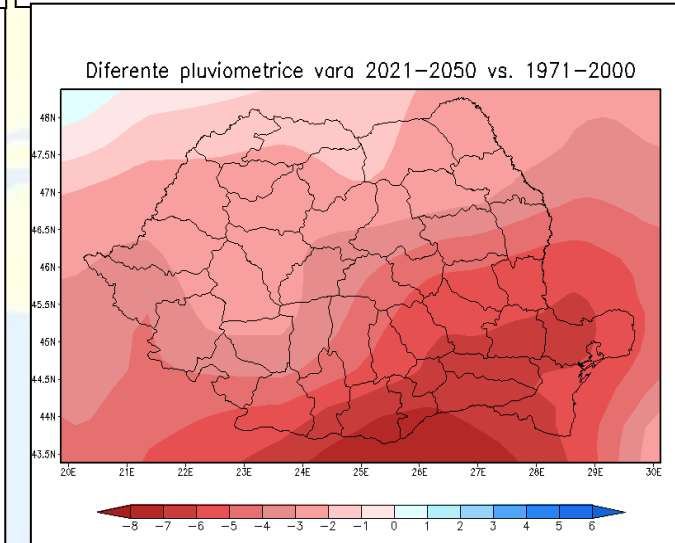 Diferente pluviometrice vara 2021-2050 vs. 1971-2000
48N
47.5N
47N
46.5N
46N
45.5N
45N
44.5N
44N
43.5N
20E 21E 22E 23E 24E 25E 26E 27E 28E 29E 30E
-8 -7 -6 -5 -4 -3 -2 -1 0 1 2 3 4 5 6